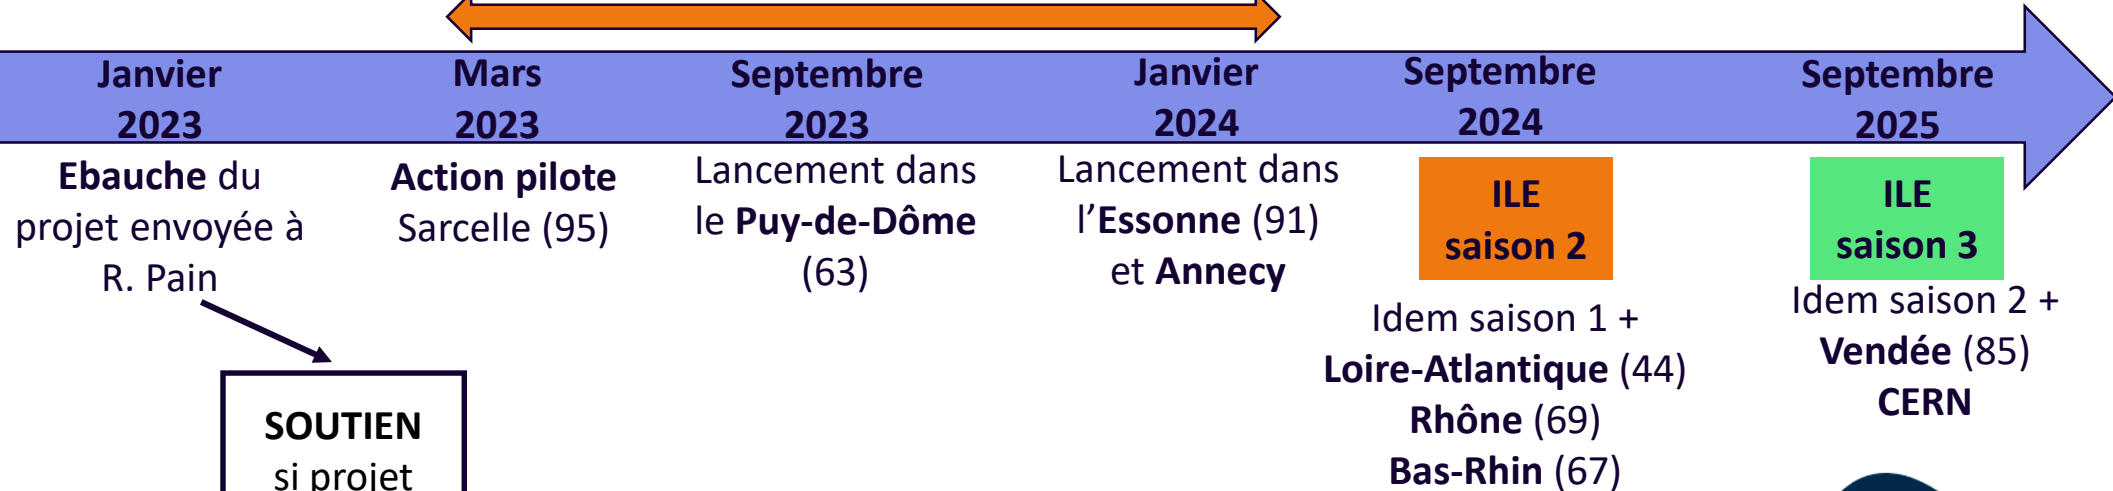 Janvier
2023
Mars
2023
Septembre
2023
Janvier
2024
Septembre
2024
Septembre
2025
Ebauche du
projet envoyée à
R. Pain
SOUTIEN
si projet
Action pilote
Sarcelle (95)
Lancement dans
le Puy-de-Dôme
(63)
Lancement dans
l'Essonne (91)
et Annecy
ILE
saison 2
Idem saison 1 +
Loire-Atlantique (44)
Rhône (69)
Bas-Rhin (67)
ILE
saison 3
Idem saison 2 +
Vendée (85)
CERN